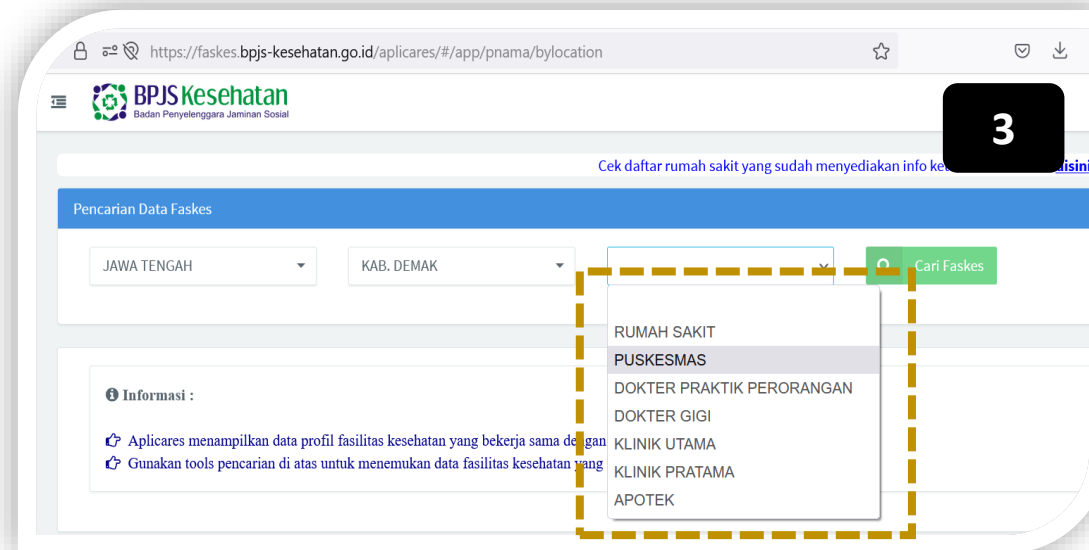 https://faskes.bpjs-kesehatan.go.id/aplicares/#/app/pnama/bylocation
BPJS Kesehatan
Badan Penyelenggara Jaminan Sosial
3
Cek daftar rumah sakit yang sudah menyediakan info disini
Pencarian Data Faskes
JAWA TENGAH
KAB. DEMAK
Cari Faskes
RUMAH SAKIT
PUSKESMAS
DOKTER PRAKTIK PERORANGAN
DOKTER GIGI
KLINIK UTAMA
KLINIK PRATAMA
APOTEK
Informasi :
Aplicares menampilkan data profil fasilitas kesehatan yang bekerja sama dengan
Gunakan tools pencarian di atas untuk menemukan data fasilitas kesehatan yang